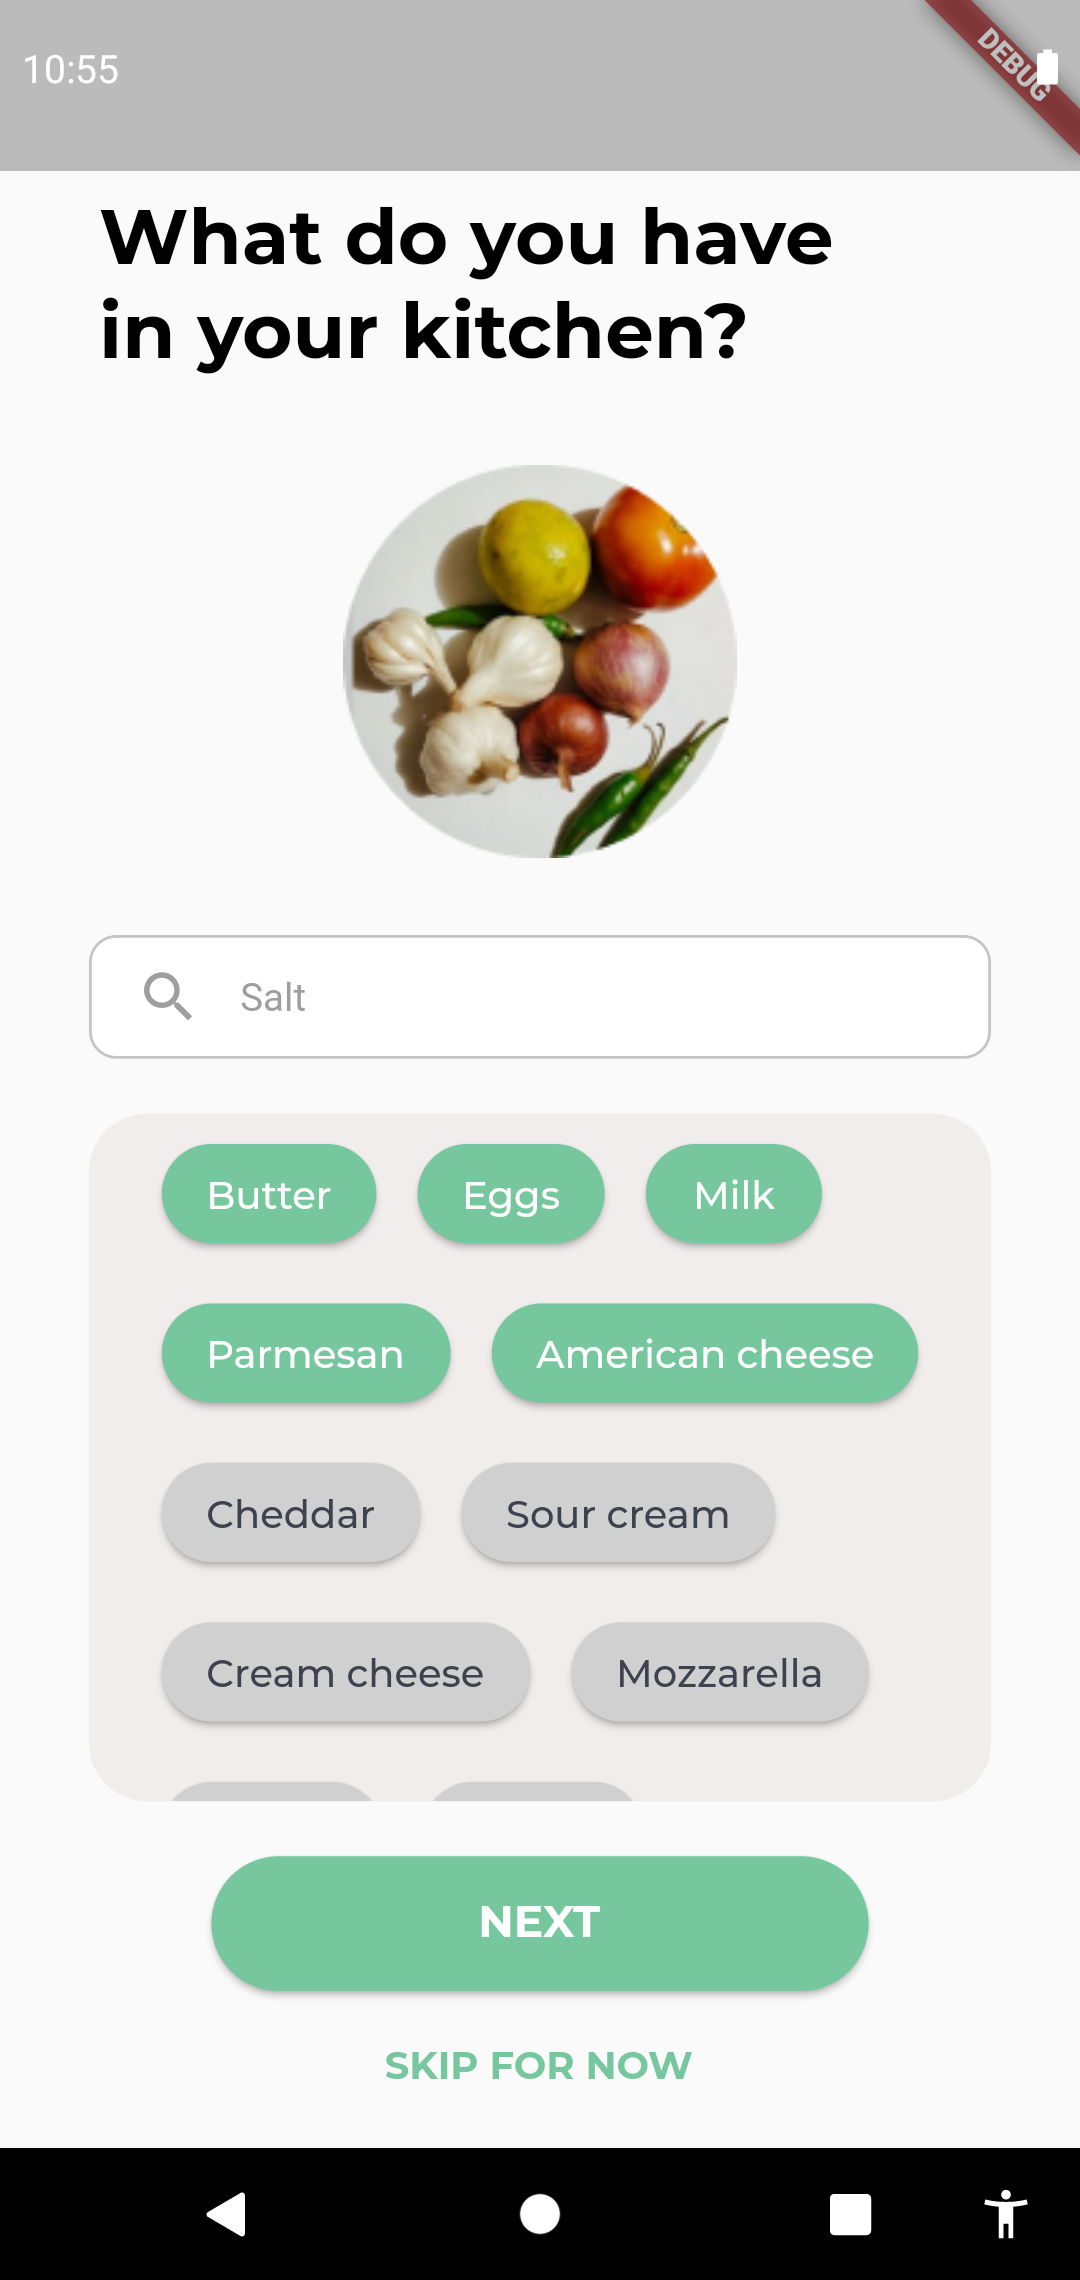 10:55
DEBUG
What do you have
in your kitchen?
Salt
Butter Eggs Milk
Parmesan American cheese
Cheddar Sour cream
Cream cheese Mozzarella
NEXT
SKIP FOR NOW